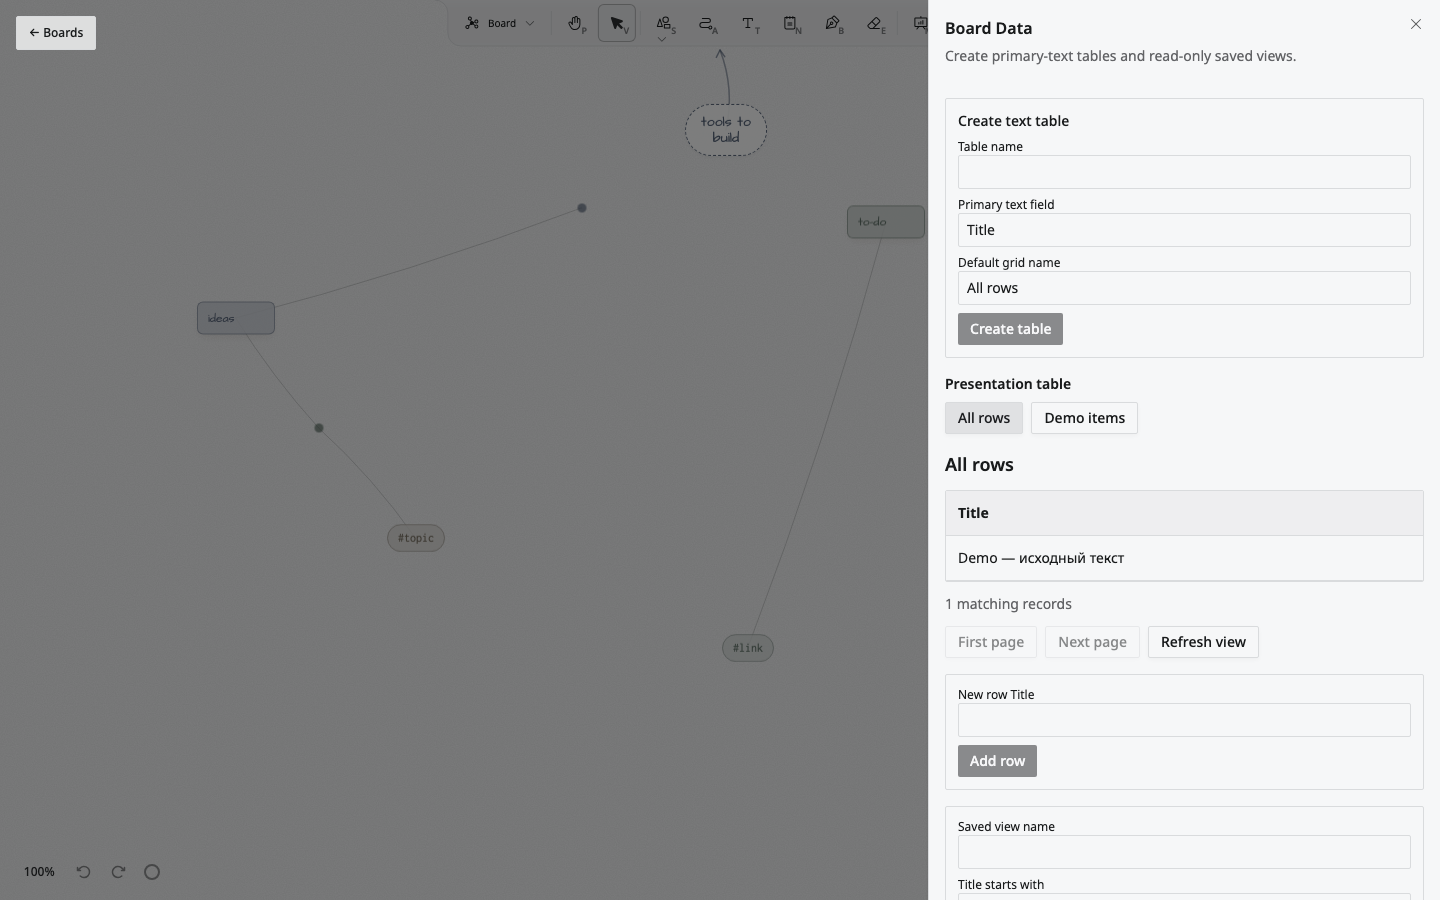 ← Boards
Board
P
V
S
A
T
N
B
E
tools to
build
to-do
ideas
#topic
#link
100%
Board Data
Create primary-text tables and read-only saved views.
Create text table
Table name
Primary text field
Title
Default grid name
All rows
Create table
Presentation table
All rows
Demo items
All rows
Title
Demo — исходный текст
1 matching records
First page
Next page
Refresh view
New row Title
Add row
Saved view name
Title starts with